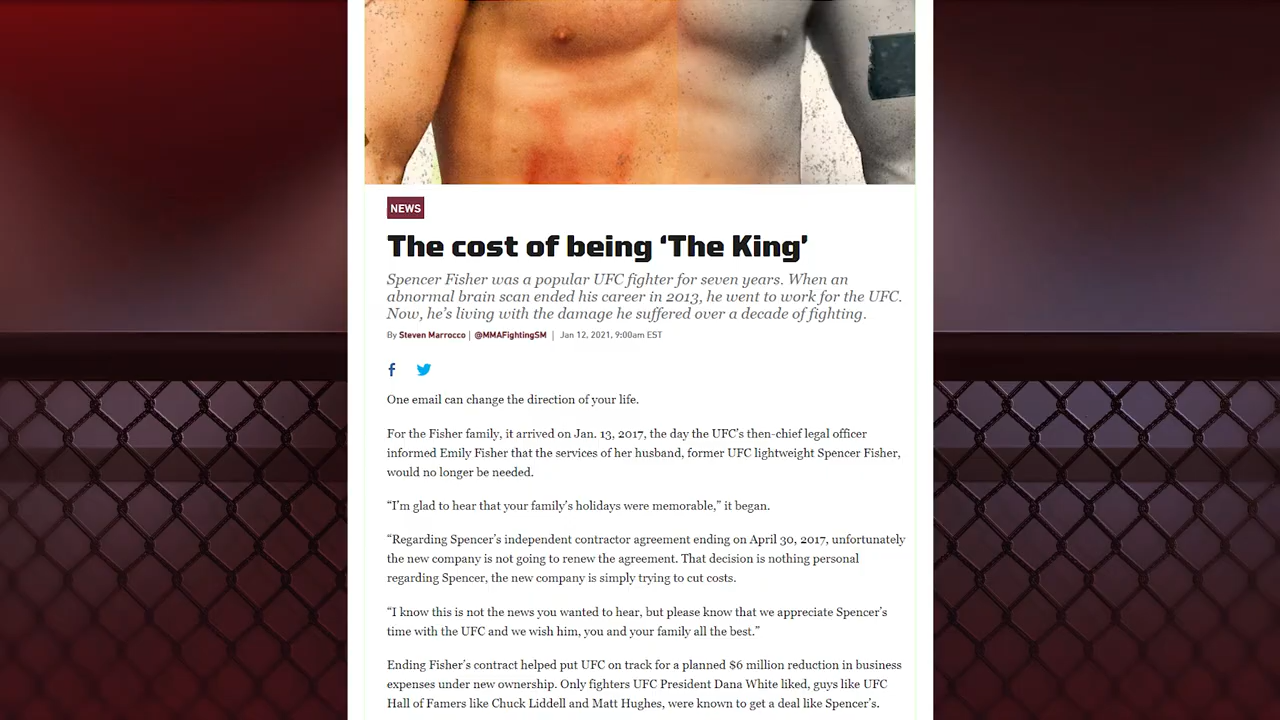 NEWS
The cost of being ‘The King’
Spencer Fisher was a popular UFC fighter for seven years. When an
abnormal brain scan ended his career in 2013, he went to work for the UFC.
Now, he’s living with the damage he suffered over a decade of fighting.
By Steven Marrocco | @MMAFightingSM | Jan 12, 2021, 9:00am EST
One email can change the direction of your life.
For the Fisher family, it arrived on Jan. 13, 2017, the day the UFC’s then-chief legal officer
informed Emily Fisher that the services of her husband, former UFC lightweight Spencer Fisher,
would no longer be needed.
“I’m glad to hear that your family’s holidays were memorable,” it began.
“Regarding Spencer’s independent contractor agreement ending on April 30, 2017, unfortunately
the new company is not going to renew the agreement. That decision is nothing personal
regarding Spencer, the new company is simply trying to cut costs.
“I know this is not the news you wanted to hear, but please know that we appreciate Spencer’s
time with the UFC and we wish him, you and your family all the best.”
Ending Fisher’s contract helped put UFC on track for a planned $6 million reduction in business
expenses under new ownership. Only fighters UFC President Dana White liked, guys like UFC
Hall of Famers like Chuck Liddell and Matt Hughes, were known to get a deal like Spencer’s.